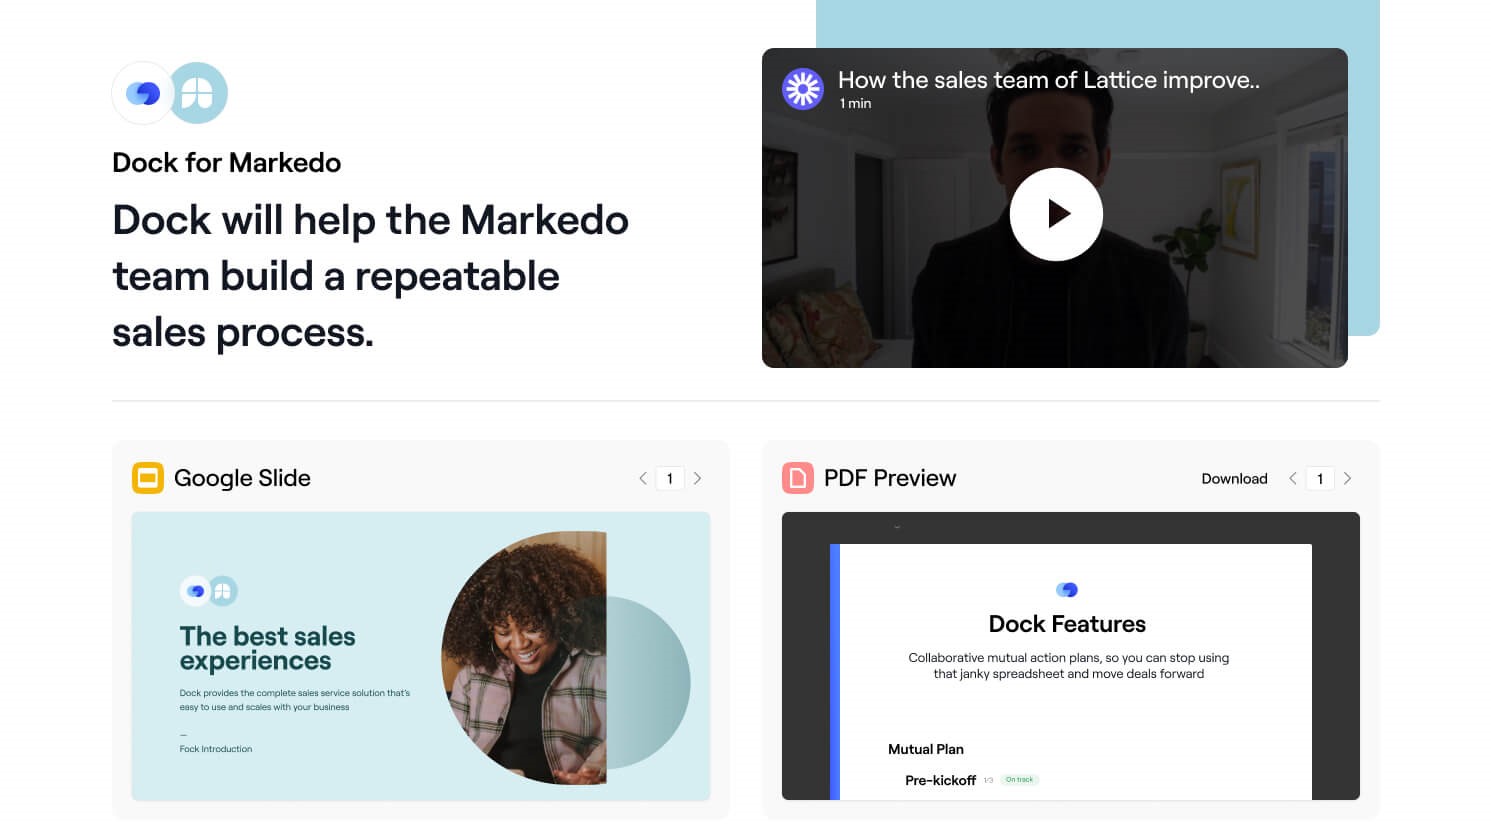 How the sales team of Lattice improve..
1 min
Dock for Markedo
Dock will help the Markedo
team build a repeatable
sales process.
Google Slide
1
The best sales
experiences
Dock provides the complete sales service solution that's
easy to use and scales with your business
—
Fock Introduction
PDF Preview
Download
1
Dock Features
Collaborative mutual action plans, so you can stop using
that janky spreadsheet and move deals forward
Mutual Plan
Pre-kickoff 1/3 On track